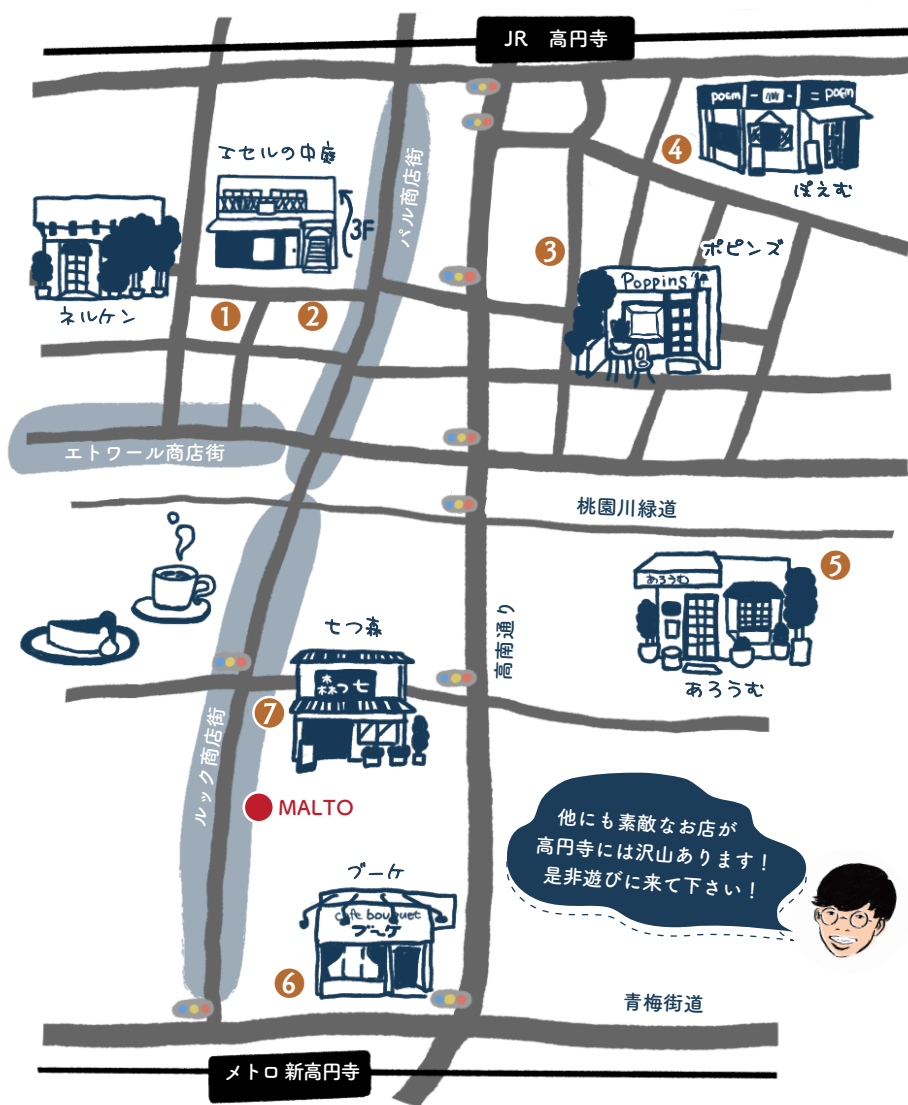 JR 高円寺
poem
poem
4
ぽえむ
エセルの中庭
3F
パル商店街
ネルケン
1
2
3
ポピンズ
Poppins
エトワール商店街
桃園川緑道
5
あろうむ
あろうむ
高南通り
七つ森
七つ森
7
ルック商店街
MALTO
他にも素敵なお店が
高円寺には沢山あります!
是非遊びに来て下さい!
ブーケ
cafe bouquet
ブーケ
6
青梅街道
メトロ 新高円寺